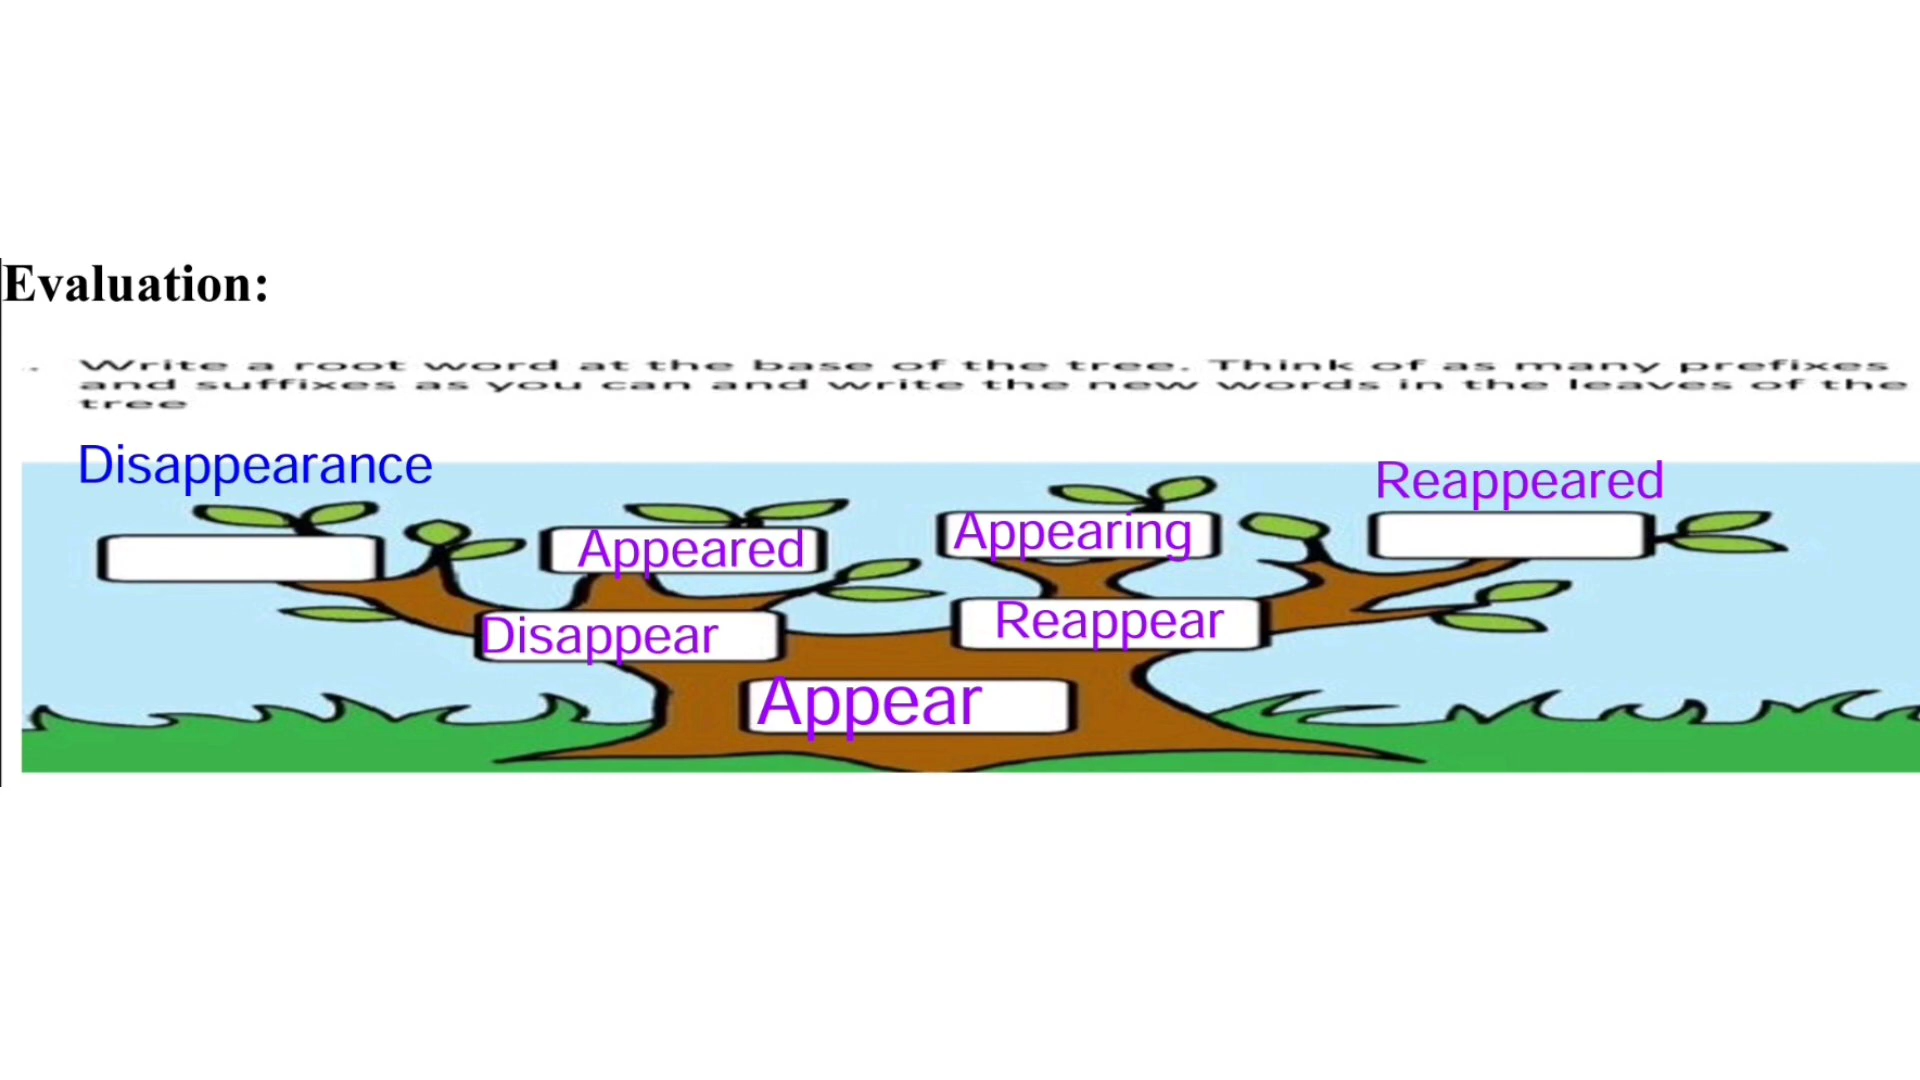 Evaluation:
Write a root word at the base of the tree. Think of as many prefixes
and suffixes as you can and write the new words in the leaves of the
tree
Disappearance
Reappeared
Appeared
Appearing
Disappear
Reappear
Appear